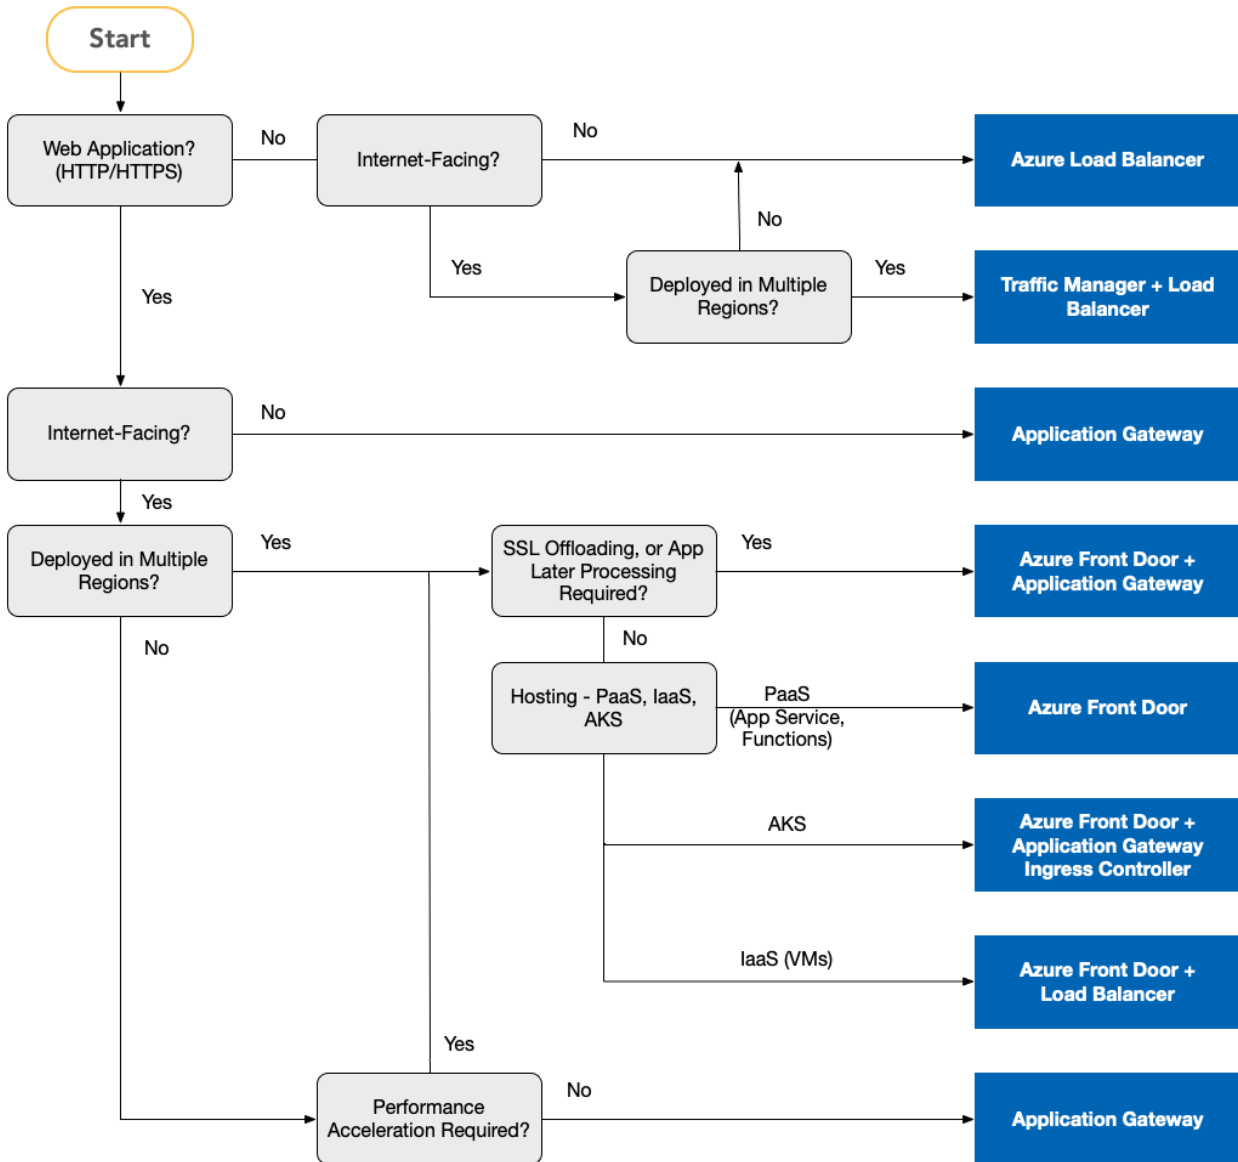 Start
Web Application?
(HTTP/HTTPS)
No
Internet-Facing?
No
Azure Load Balancer
No
Yes
Deployed in Multiple
Regions?
Yes
Traffic Manager + Load
Balancer
Yes
Internet-Facing?
No
Application Gateway
Yes
Deployed in Multiple
Regions?
Yes
SSL Offloading, or App
Later Processing
Required?
Yes
Azure Front Door +
Application Gateway
No
No
Hosting - PaaS, IaaS,
AKS
PaaS
(App Service,
Functions)
Azure Front Door
AKS
Azure Front Door +
Application Gateway
Ingress Controller
IaaS (VMs)
Azure Front Door +
Load Balancer
Yes
Performance
Acceleration Required?
No
Application Gateway